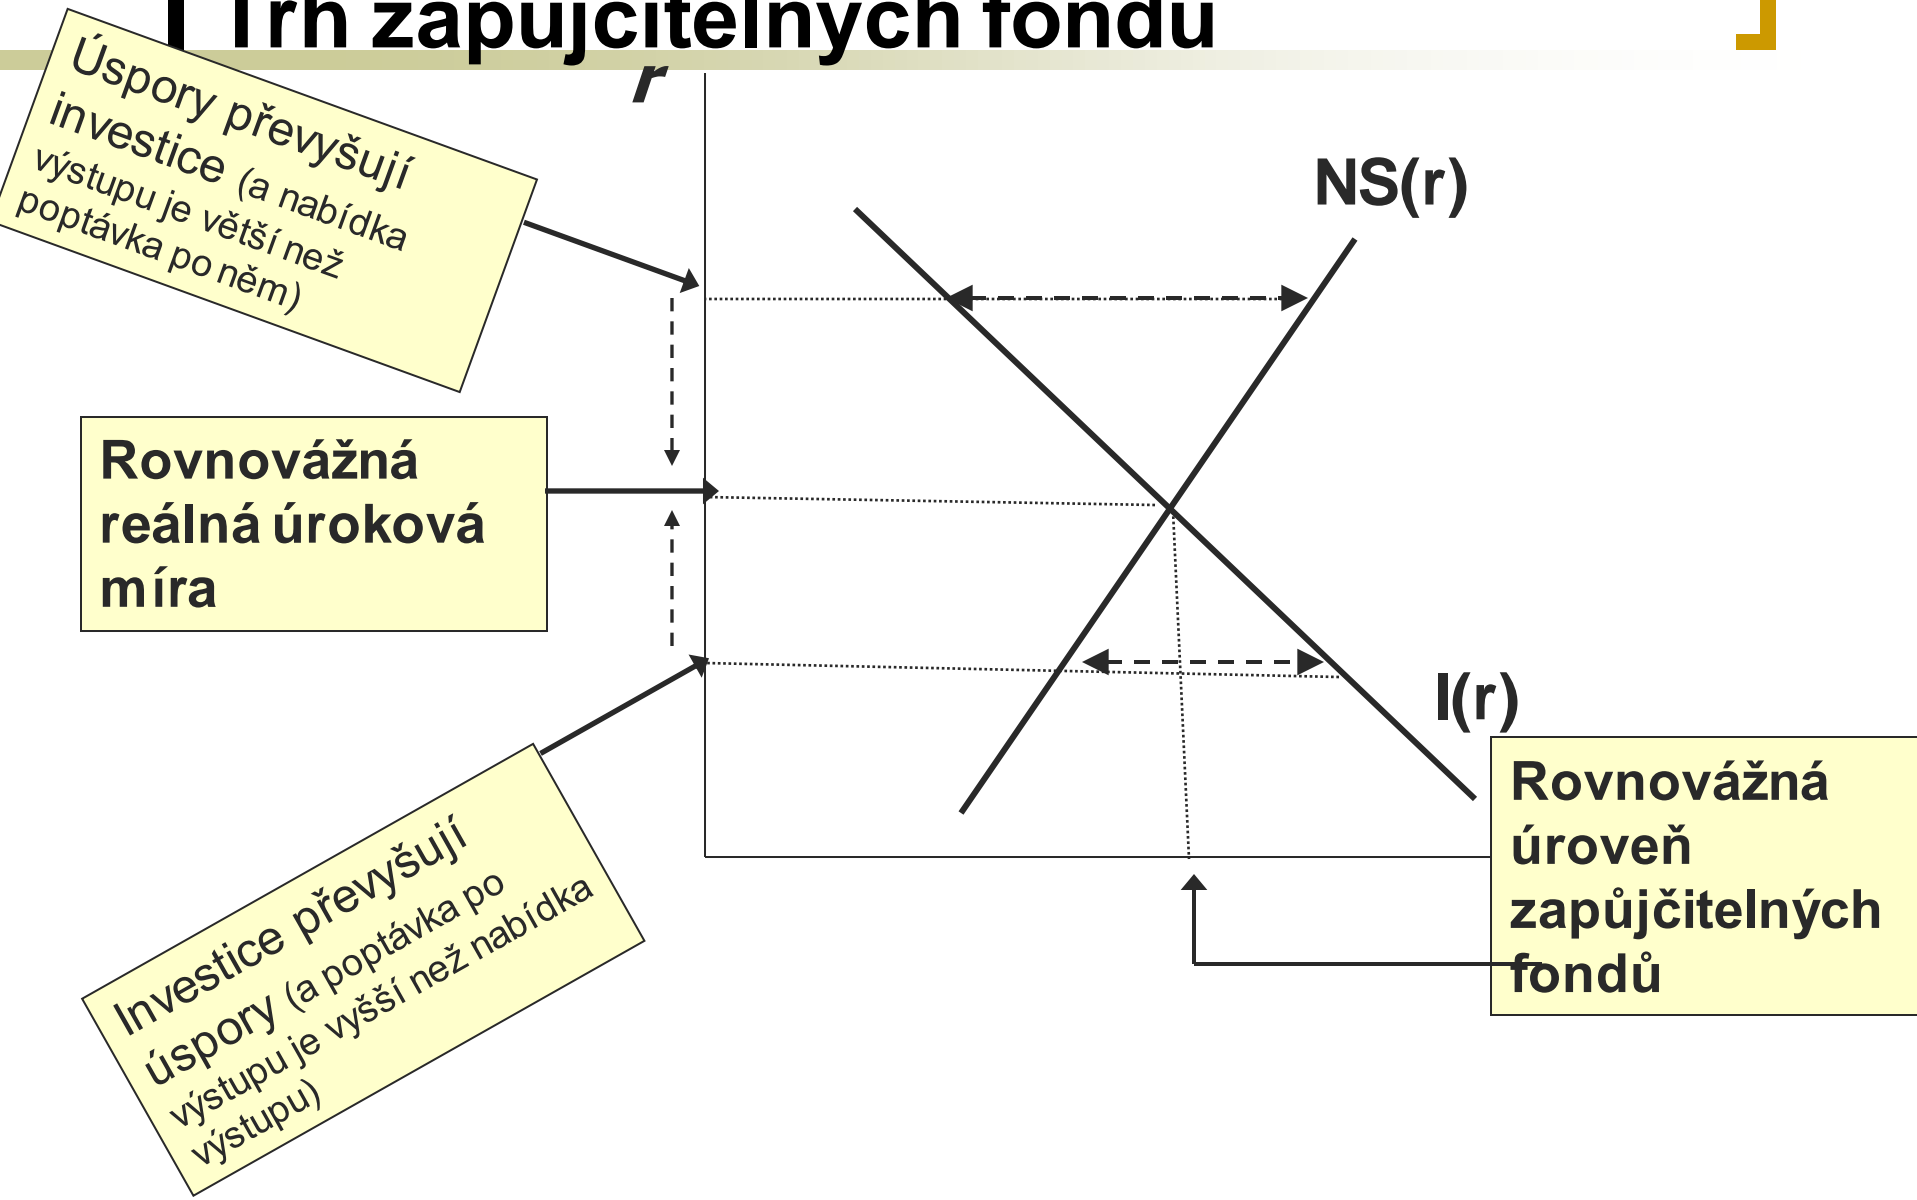 Trh zapůjčitelných fondů
r
Úspory převyšují
investice (a nabídka
výstupu je větší než
poptávka po něm)
NS(r)
Rovnovážná
reálná úroková
míra
I(r)
Rovnovážná
úroveň
zapůjčitelných
fondů
Investice převyšují
úspory (a poptávka po
výstupu je vyšší než nabídka
výstupu)